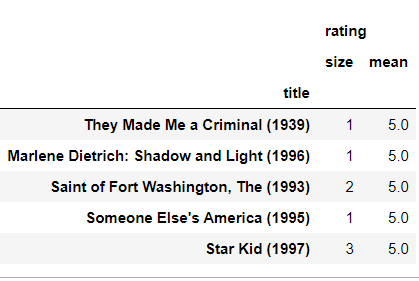 rating
size mean
title
They Made Me a Criminal (1939) 1 5.0
Marlene Dietrich: Shadow and Light (1996) 1 5.0
Saint of Fort Washington, The (1993) 2 5.0
Someone Else's America (1995) 1 5.0
Star Kid (1997) 3 5.0